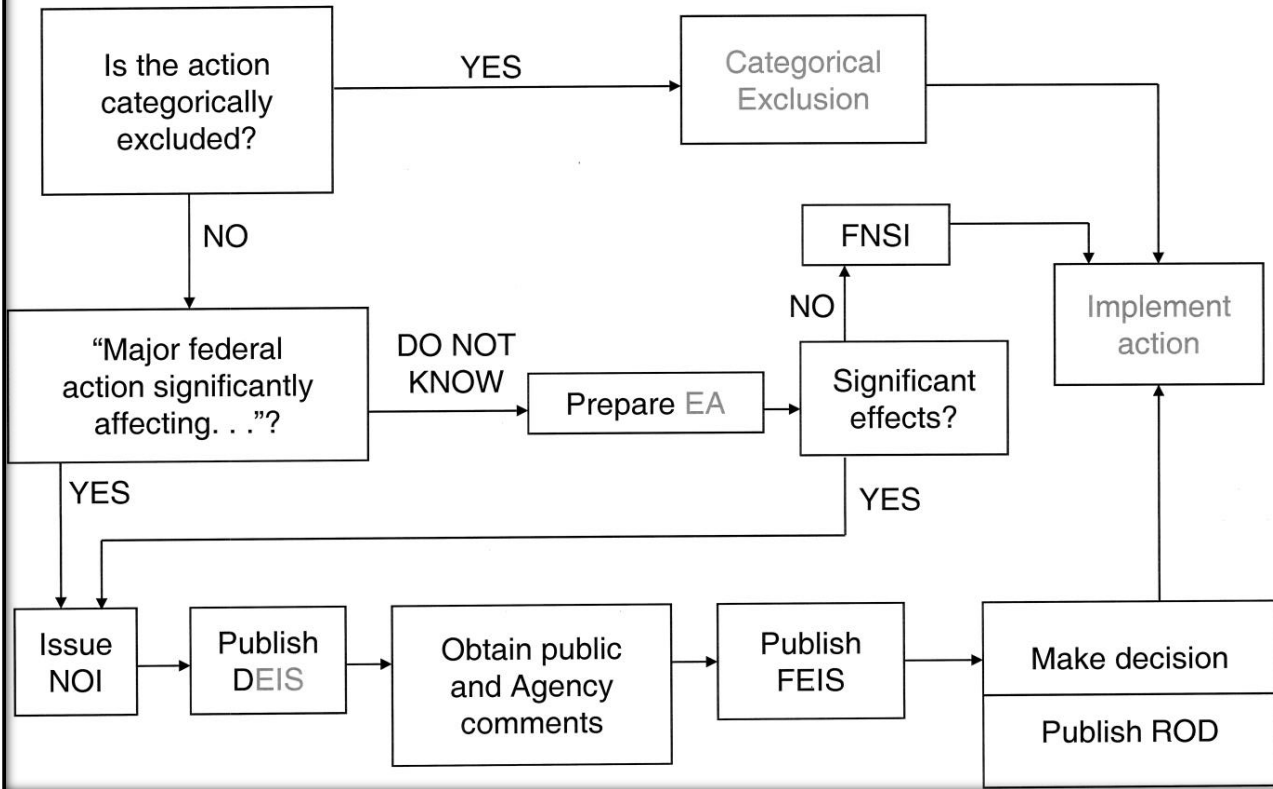 Is the action
categorically
excluded?
YES
Categorical
Exclusion
NO
FNSI
NO
Implement
action
“Major federal
action significantly
affecting. . .”?
DO NOT
KNOW
Prepare EA
Significant
effects?
YES
YES
Issue
NOI
Publish
DEIS
Obtain public
and Agency
comments
Publish
FEIS
Make decision
Publish ROD